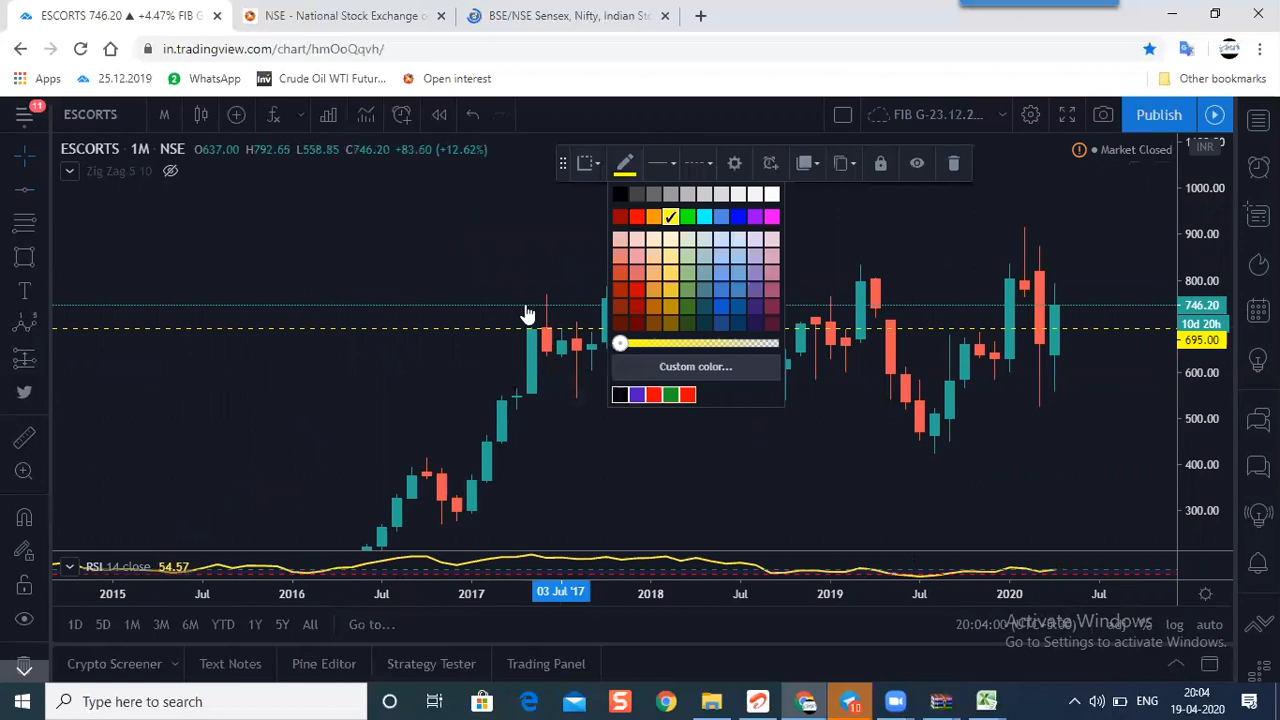 ESCORTS 746.20 ▲ +4.47% FIB G
NSE - National Stock Exchange o
BSE/NSE Sensex, Nifty, Indian St
in.tradingview.com/chart/hmOoQqvh/
Apps
25.12.2019
2 WhatsApp
Inv Crude Oil WTI Futur...
Open interest
Other bookmarks
11
ESCORTS
M
FIB G-23.12.2...
Publish
ESCORTS 1M NSE O637.00 H792.65 L558.85 C746.20 +83.60 (+12.62%)
Market Closed
INR
Zig Zag 5 10
1000.00
900.00
800.00
746.20
10d 20h
695.00
600.00
500.00
400.00
300.00
Custom color...
RSI 14 close 54.57
2015
Jul
2016
Jul
2017
03 Jul '17
2018
Jul
2019
Jul
2020
Jul
1D 5D 1M 3M 6M YTD 1Y 5Y All Go to...
% log auto
Activate Windows
Go to Settings to activate Windows.
Crypto Screener
Text Notes
Pine Editor
Strategy Tester
Trading Panel
Type here to search
10
ENG
20:04
19-04-2020